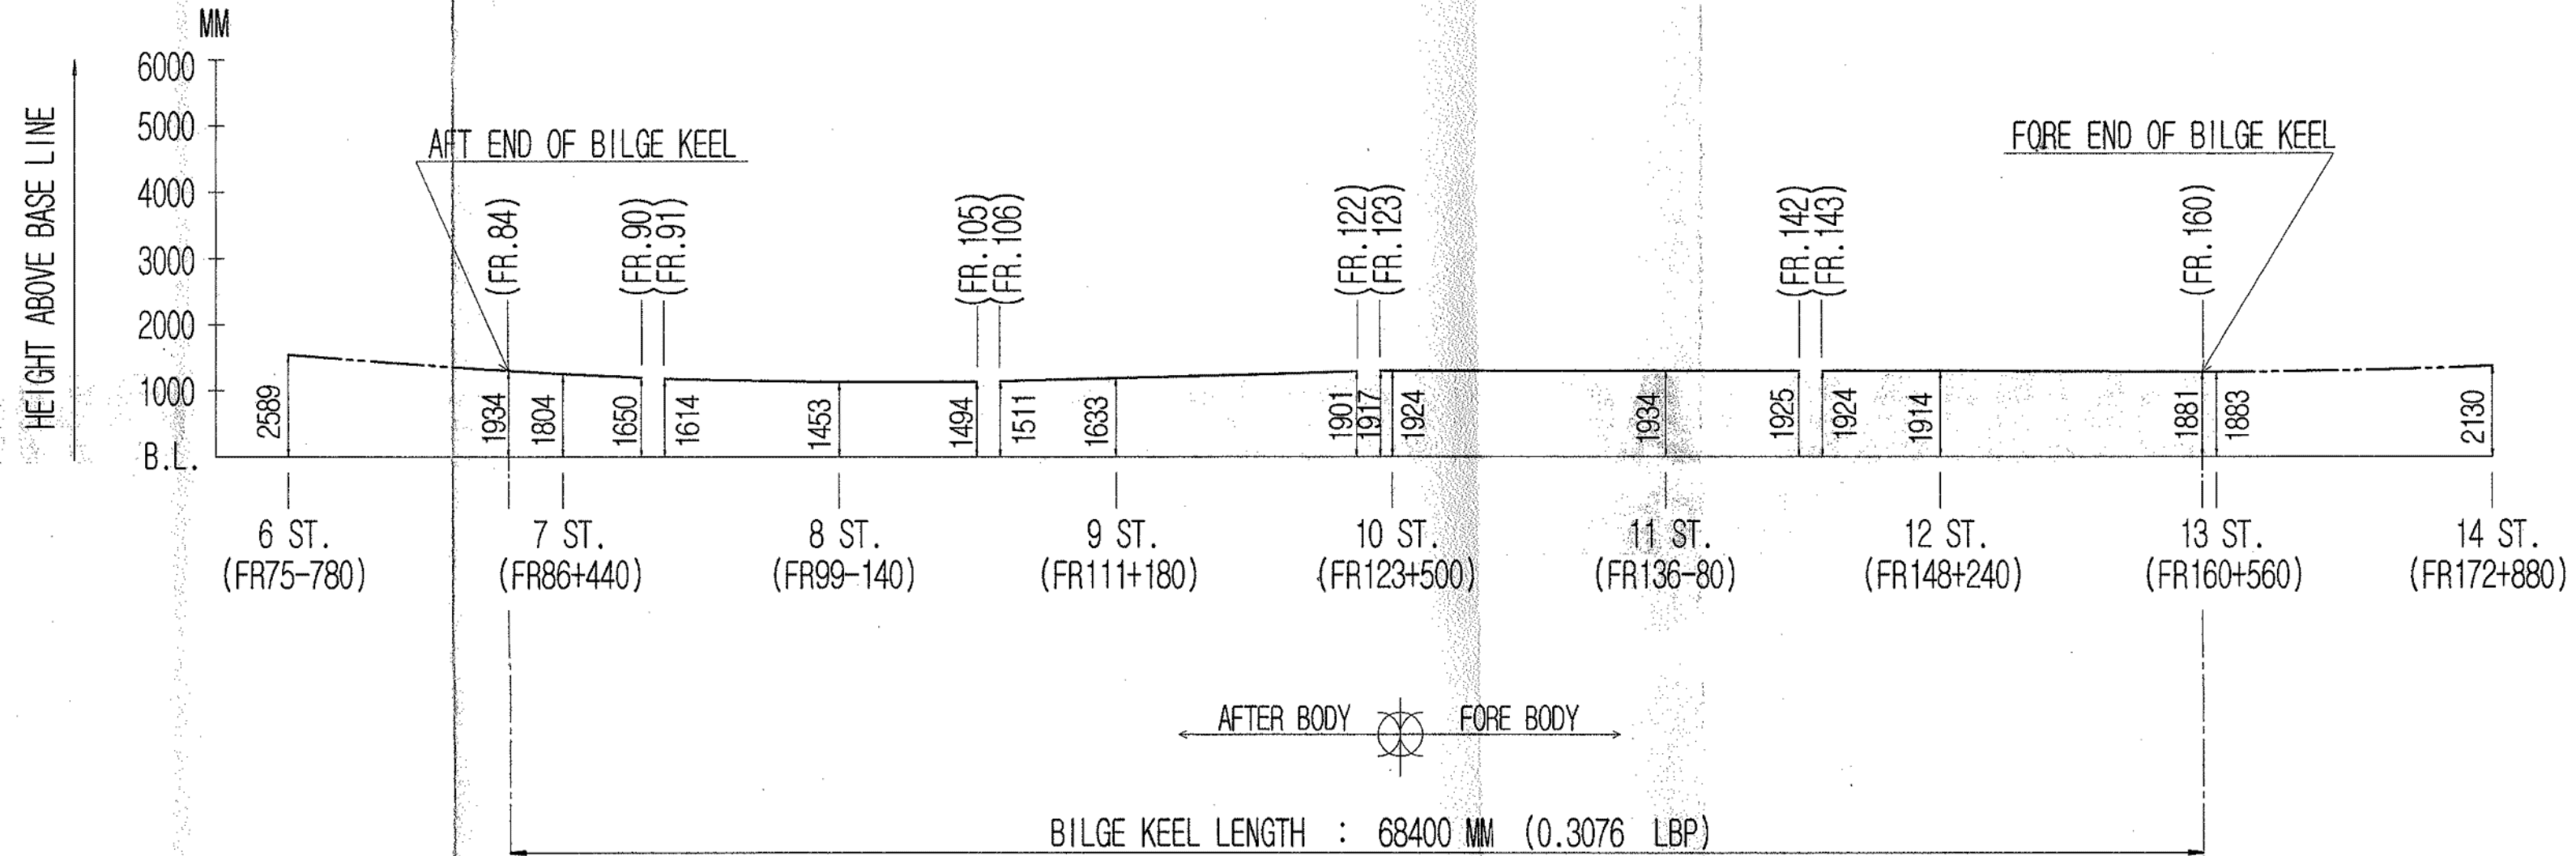 MM
6000
5000
4000
3000
2000
1000
B.L.
HEIGHT ABOVE BASE LINE
AFT END OF BILGE KEEL
FORE END OF BILGE KEEL
(FR.84)
(FR.90)
(FR.91)
(FR.105)
(FR.106)
(FR.122)
(FR.123)
(FR.142)
(FR.143)
(FR.160)
2589
1934
1804
1650
1614
1453
1494
1511
1633
1901
1917
1924
1934
1925
1924
1914
1881
1883
2130
6 ST.
(FR75-780)
7 ST.
(FR86+440)
8 ST.
(FR99-140)
9 ST.
(FR111+180)
10 ST.
(FR123+500)
11 ST.
(FR136-80)
12 ST.
(FR148+240)
13 ST.
(FR160+560)
14 ST.
(FR172+880)
AFTER BODY
FORE BODY
BILGE KEEL LENGTH : 68400 MM (0.3076 LBP)